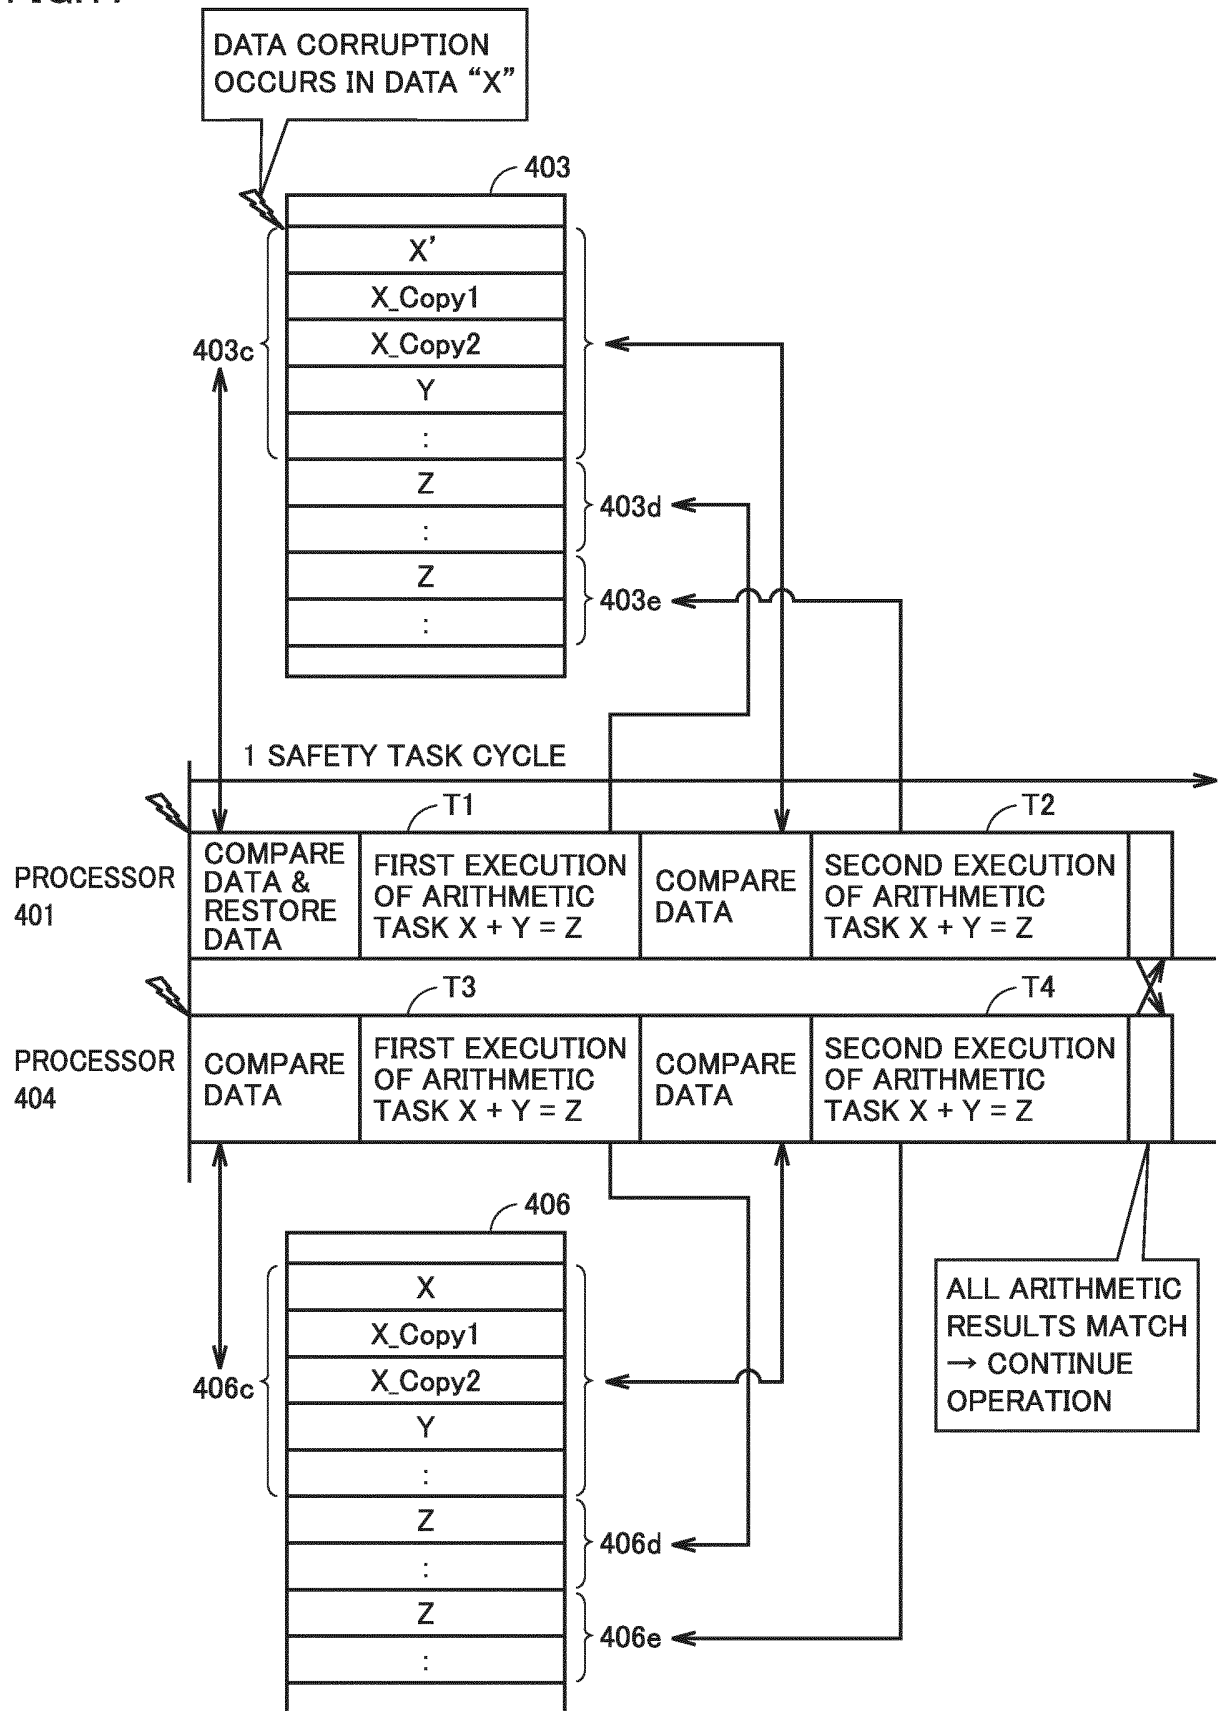 DATA CORRUPTION
OCCURS IN DATA “X”
403
X’
X_Copy1
X_Copy2
403c
Y
:
Z
403d
:
Z
403e
:
1 SAFETY TASK CYCLE
T1
T2
PROCESSOR
401
COMPARE
DATA &
RESTORE
DATA
FIRST EXECUTION
OF ARITHMETIC
TASK X + Y = Z
COMPARE
DATA
SECOND EXECUTION
OF ARITHMETIC
TASK X + Y = Z
T3
T4
PROCESSOR
404
COMPARE
DATA
FIRST EXECUTION
OF ARITHMETIC
TASK X + Y = Z
COMPARE
DATA
SECOND EXECUTION
OF ARITHMETIC
TASK X + Y = Z
406
X
X_Copy1
X_Copy2
406c
Y
:
Z
406d
:
Z
406e
:
ALL ARITHMETIC
RESULTS MATCH
→ CONTINUE
OPERATION